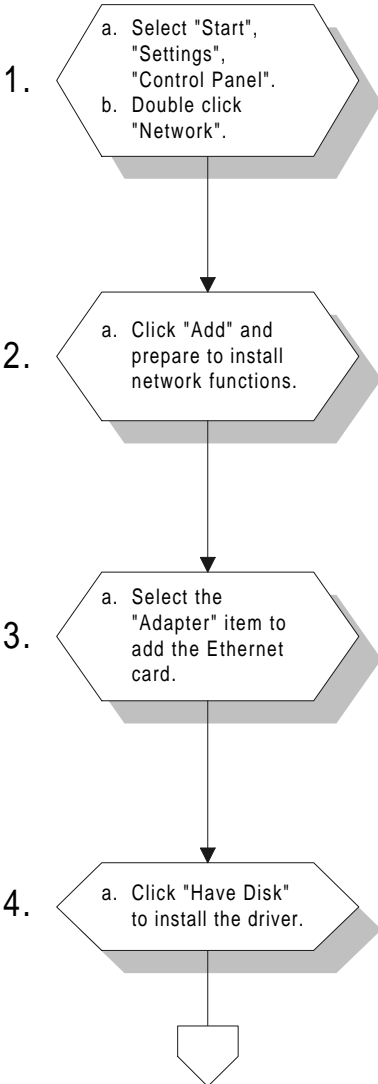 1.
a. Select "Start",
"Settings",
"Control Panel".
b. Double click
"Network".
2.
a. Click "Add" and
prepare to install
network functions.
3.
a. Select the
"Adapter" item to
add the Ethernet
card.
4.
a. Click "Have Disk"
to install the driver.